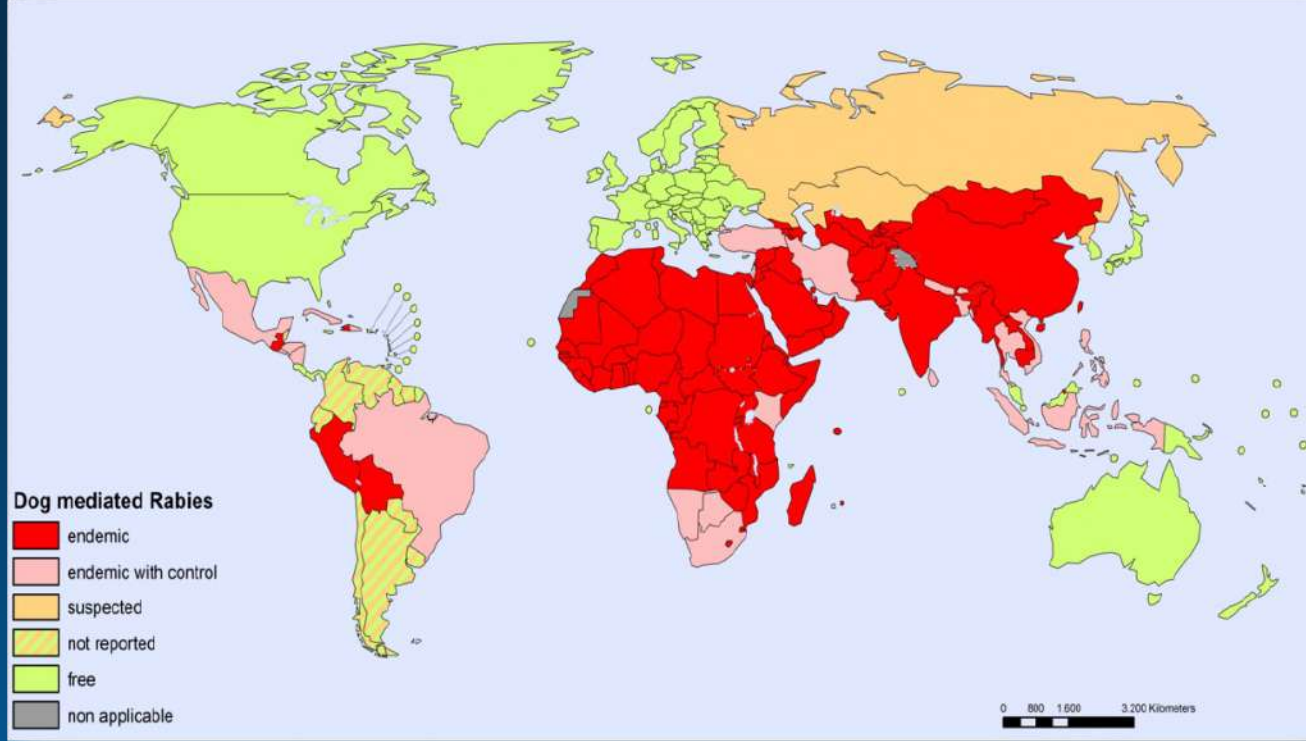 Dog mediated Rabies
endemic
endemic with control
suspected
not reported
free
non applicable
0 800 1.600 3.200 Kilometers